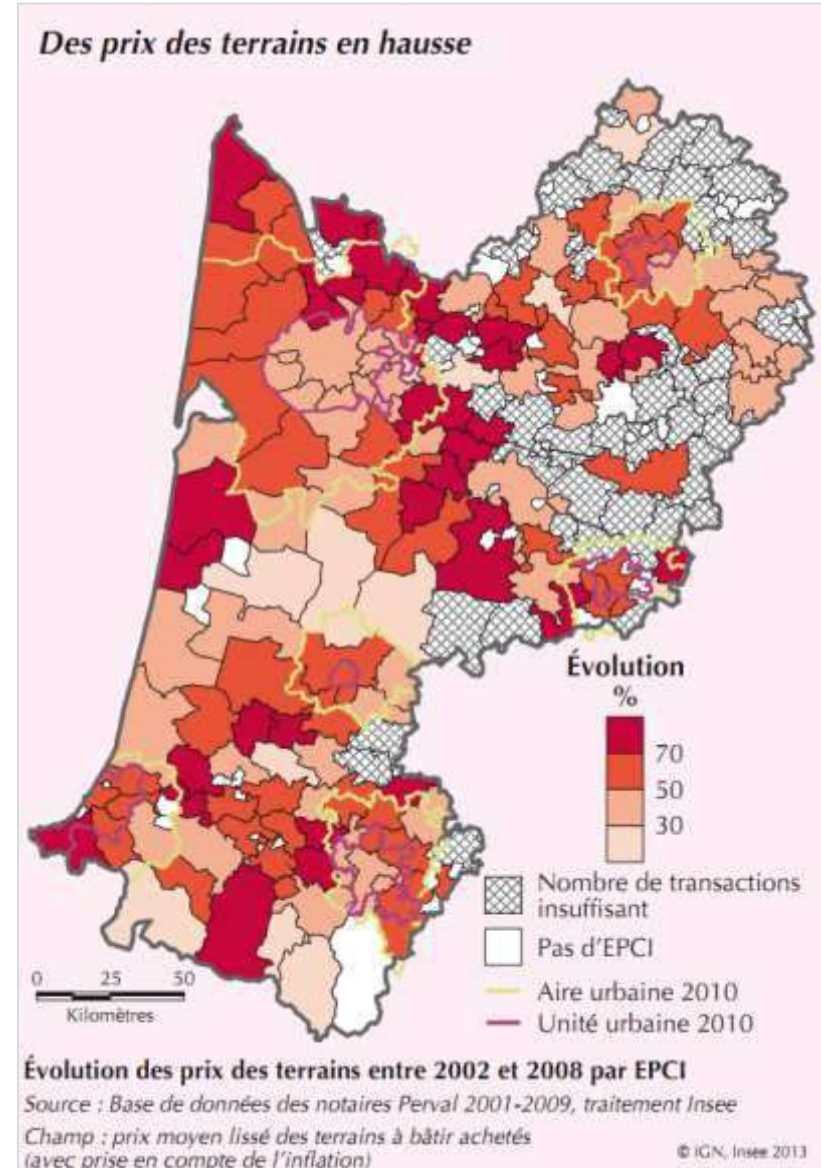 Des prix des terrains en hausse
Évolution
%
70
50
30
Nombre de transactions
insuffisant
Pas d'EPCI
Aire urbaine 2010
Unité urbaine 2010
0 25 50
Kilomètres
Évolution des prix des terrains entre 2002 et 2008 par EPCI
Source : Base de données des notaires Perval 2001-2009, traitement Insee
Champ : prix moyen lissé des terrains à bâtir achetés
(avec prise en compte de l'inflation)
© IGN, Insee 2013